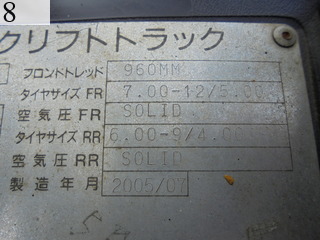 8
クリフトトラック
フロントトレッド 960MM
タイヤサイズ FR 7.00-12/5.00
空気圧 FR SOLID
タイヤサイズ RR 6.00-9/4.00
空気圧 RR SOLID
製造年月 2005/07